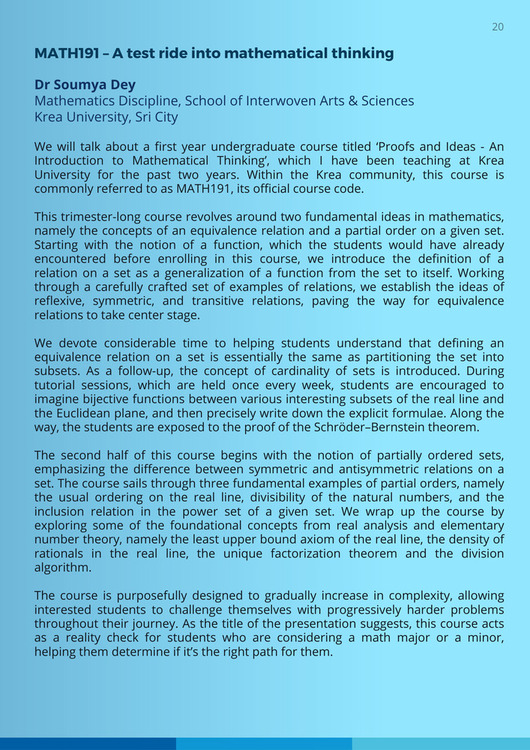 20
MATH191 – A test ride into mathematical thinking
Dr Soumya Dey
Mathematics Discipline, School of Interwoven Arts & Sciences
Krea University, Sri City
We will talk about a first year undergraduate course titled ‘Proofs and Ideas - An
Introduction to Mathematical Thinking’, which I have been teaching at Krea
University for the past two years. Within the Krea community, this course is
commonly referred to as MATH191, its official course code.
This trimester-long course revolves around two fundamental ideas in mathematics,
namely the concepts of an equivalence relation and a partial order on a given set.
Starting with the notion of a function, which the students would have already
encountered before enrolling in this course, we introduce the definition of a
relation on a set as a generalization of a function from the set to itself. Working
through a carefully crafted set of examples of relations, we establish the ideas of
reflexive, symmetric, and transitive relations, paving the way for equivalence
relations to take center stage.
We devote considerable time to helping students understand that defining an
equivalence relation on a set is essentially the same as partitioning the set into
subsets. As a follow-up, the concept of cardinality of sets is introduced. During
tutorial sessions, which are held once every week, students are encouraged to
imagine bijective functions between various interesting subsets of the real line and
the Euclidean plane, and then precisely write down the explicit formulae. Along the
way, the students are exposed to the proof of the Schröder–Bernstein theorem.
The second half of this course begins with the notion of partially ordered sets,
emphasizing the difference between symmetric and antisymmetric relations on a
set. The course sails through three fundamental examples of partial orders, namely
the usual ordering on the real line, divisibility of the natural numbers, and the
inclusion relation in the power set of a given set. We wrap up the course by
exploring some of the foundational concepts from real analysis and elementary
number theory, namely the least upper bound axiom of the real line, the density of
rationals in the real line, the unique factorization theorem and the division
algorithm.
The course is purposefully designed to gradually increase in complexity, allowing
interested students to challenge themselves with progressively harder problems
throughout their journey. As the title of the presentation suggests, this course acts
as a reality check for students who are considering a math major or a minor,
helping them determine if it’s the right path for them.